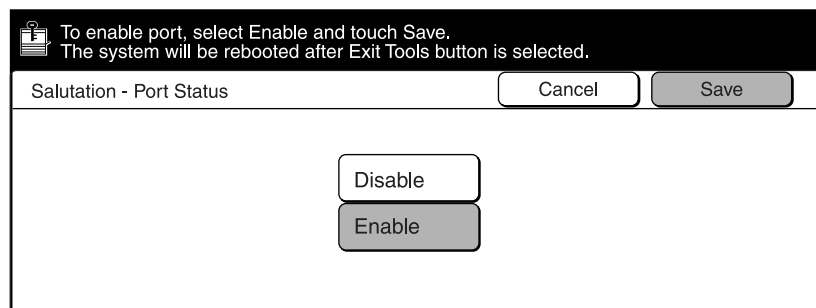 To enable port, select Enable and touch Save.
The system will be rebooted after Exit Tools button is selected.
Salutation - Port Status
Cancel
Save
Disable
Enable